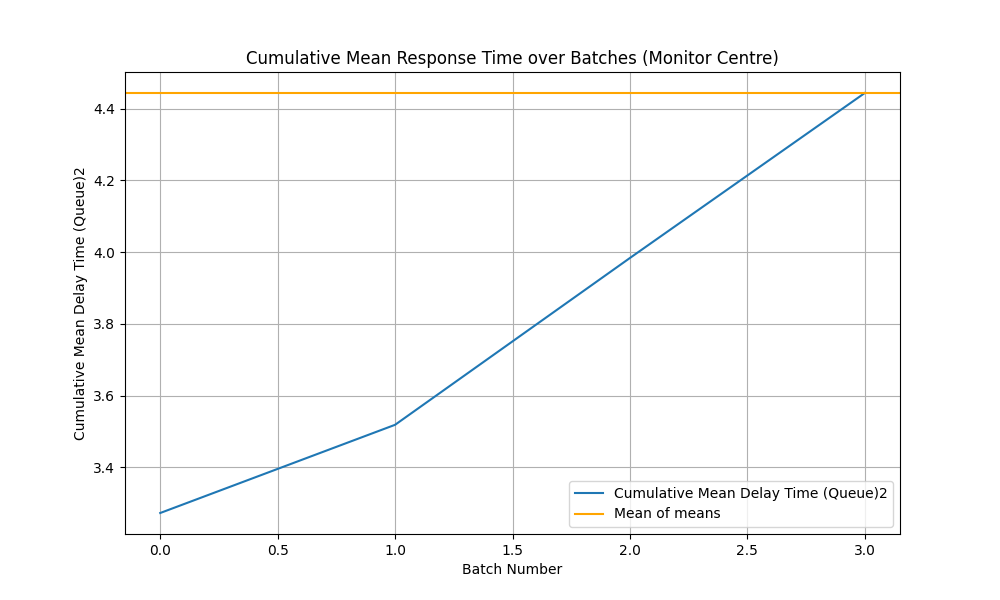 Cumulative Mean Response Time over Batches (Monitor Centre)
Cumulative Mean Delay Time (Queue)2
4.4
4.2
4.0
3.8
3.6
3.4
Cumulative Mean Delay Time (Queue)2
Mean of means
0.0 0.5 1.0 1.5 2.0 2.5 3.0
Batch Number